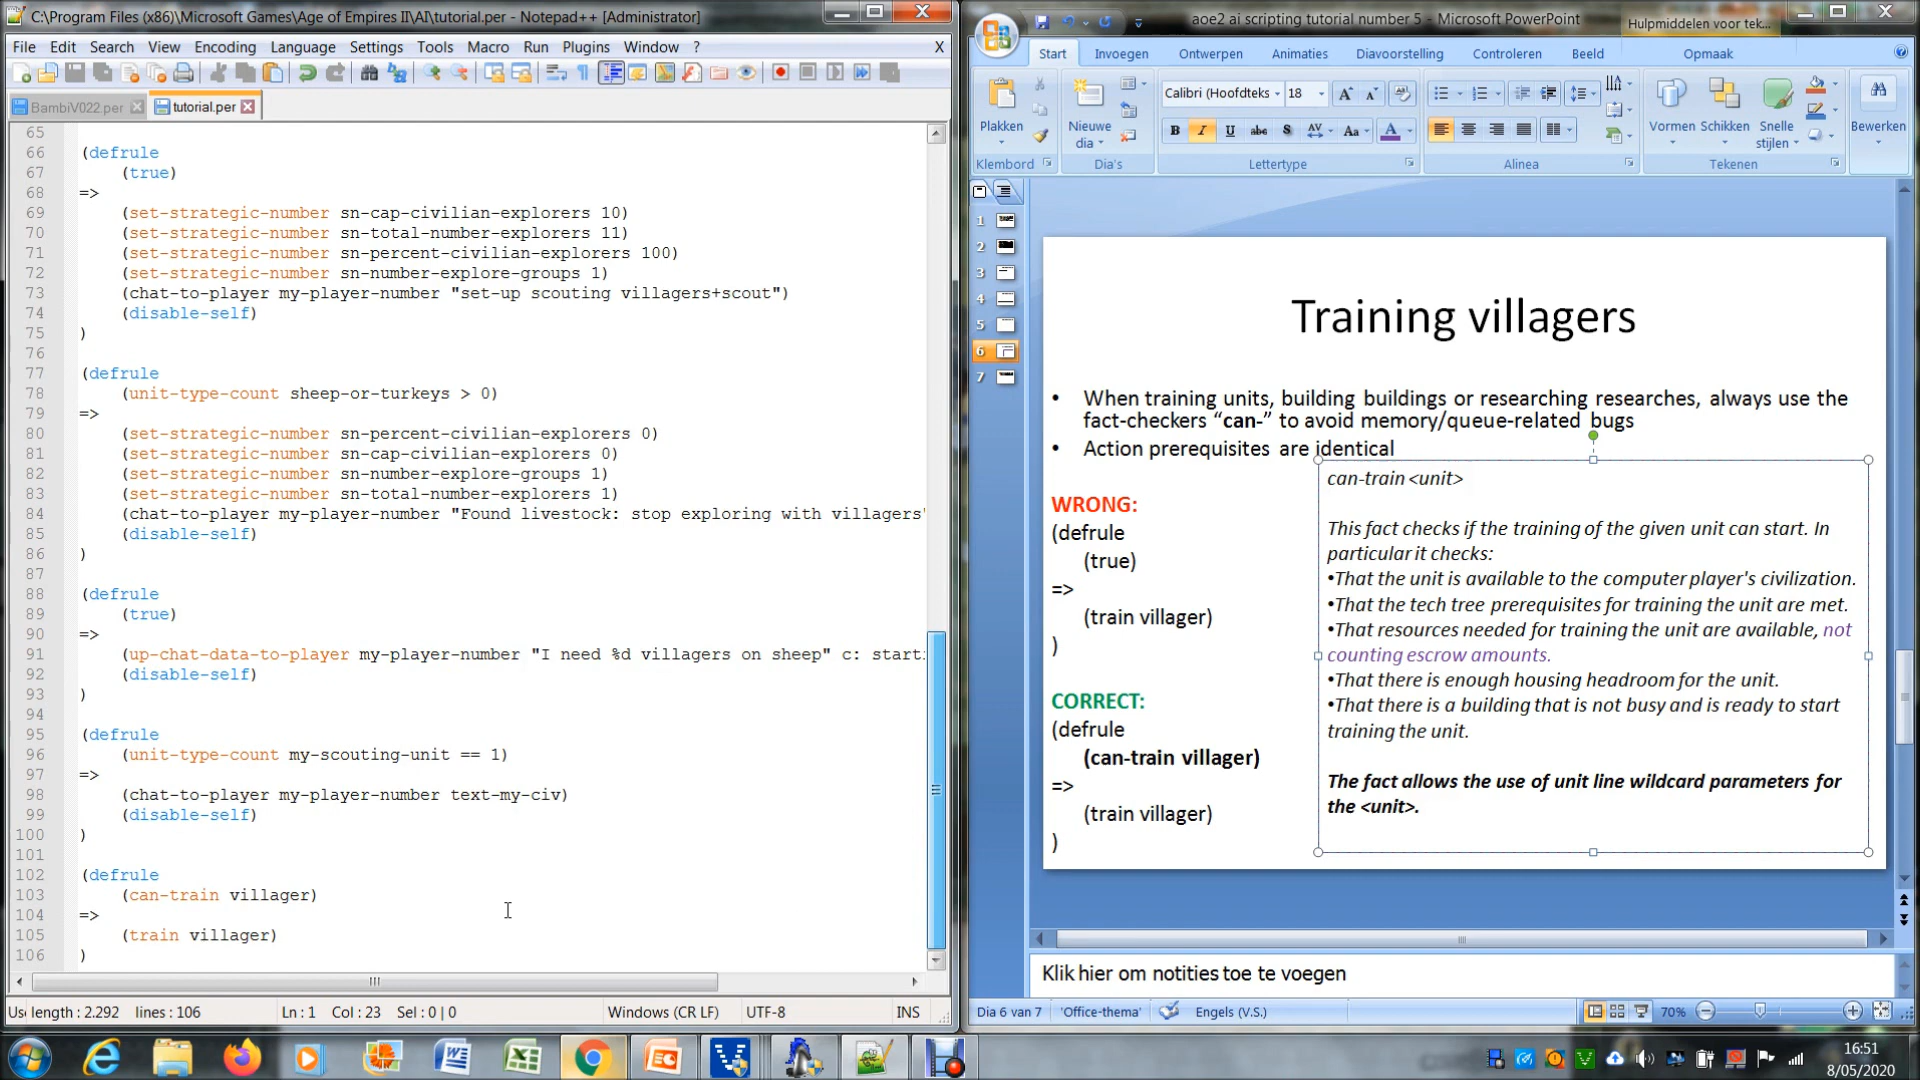 C:\Program Files (x86)\Microsoft Games\Age of Empires II\AI\tutorial.per - Notepad++ [Administrator]
File Edit Search View Encoding Language Settings Tools Macro Run Plugins Window ? X
BambiV022.per tutorial.per
65
66 (defrule
67 (true)
68 =>
69 (set-strategic-number sn-cap-civilian-explorers 10)
70 (set-strategic-number sn-total-number-explorers 11)
71 (set-strategic-number sn-percent-civilian-explorers 100)
72 (set-strategic-number sn-number-explore-groups 1)
73 (chat-to-player my-player-number "set-up scouting villagers+scout")
74 (disable-self)
75 )
76
77 (defrule
78 (unit-type-count sheep-or-turkeys > 0)
79 =>
80 (set-strategic-number sn-percent-civilian-explorers 0)
81 (set-strategic-number sn-cap-civilian-explorers 0)
82 (set-strategic-number sn-number-explore-groups 1)
83 (set-strategic-number sn-total-number-explorers 1)
84 (chat-to-player my-player-number "Found livestock: stop exploring with villagers"
85 (disable-self)
86 )
87
88 (defrule
89 (true)
90 =>
91 (up-chat-data-to-player my-player-number "I need %d villagers on sheep" c: start
92 (disable-self)
93 )
94
95 (defrule
96 (unit-type-count my-scouting-unit == 1)
97 =>
98 (chat-to-player my-player-number text-my-civ)
99 (disable-self)
100 )
101
102 (defrule
103 (can-train villager)
104 =>
105 (train villager)
106 )
Us length : 2.292 lines : 106 Ln : 1 Col : 23 Sel : 0 | 0 Windows (CR LF) UTF-8 INS
aoe2 ai scripting tutorial number 5 - Microsoft PowerPoint
Hulpmiddelen voor tek...
Start Invoegen Ontwerpen Animaties Diavoorstelling Controleren Beeld Opmaak
Plakken
Nieuwe dia
Calibri (Hoofdteks 18
B I U abc S AV Aa A
Vormen Schikken Snelle stijlen Bewerken
Klembord Dia's Lettertype Alinea Tekenen
1
2
3
4
5
6
7
Training villagers
• When training units, building buildings or researching researches, always use the
fact-checkers “can-” to avoid memory/queue-related bugs
• Action prerequisites are identical
WRONG:
(defrule
(true)
=>
(train villager)
)
CORRECT:
(defrule
(can-train villager)
=>
(train villager)
)
can-train <unit>
This fact checks if the training of the given unit can start. In
particular it checks:
•That the unit is available to the computer player's civilization.
•That the tech tree prerequisites for training the unit are met.
•That resources needed for training the unit are available, not
counting escrow amounts.
•That there is enough housing headroom for the unit.
•That there is a building that is not busy and is ready to start
training the unit.
The fact allows the use of unit line wildcard parameters for
the <unit>.
Klik hier om notities toe te voegen
Dia 6 van 7 'Office-thema' Engels (V.S.) 70%
16:51
8/05/2020